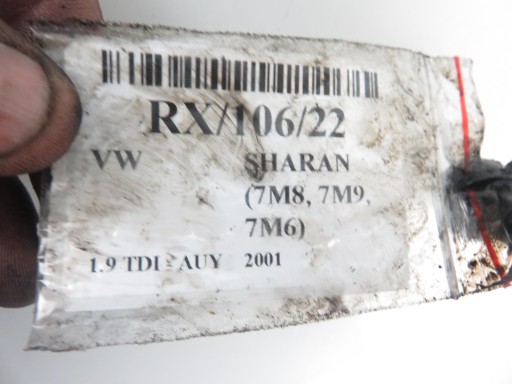 RX/106/22
VW SHARAN
(7M8, 7M9,
7M6)
1.9 TDI - AUY 2001